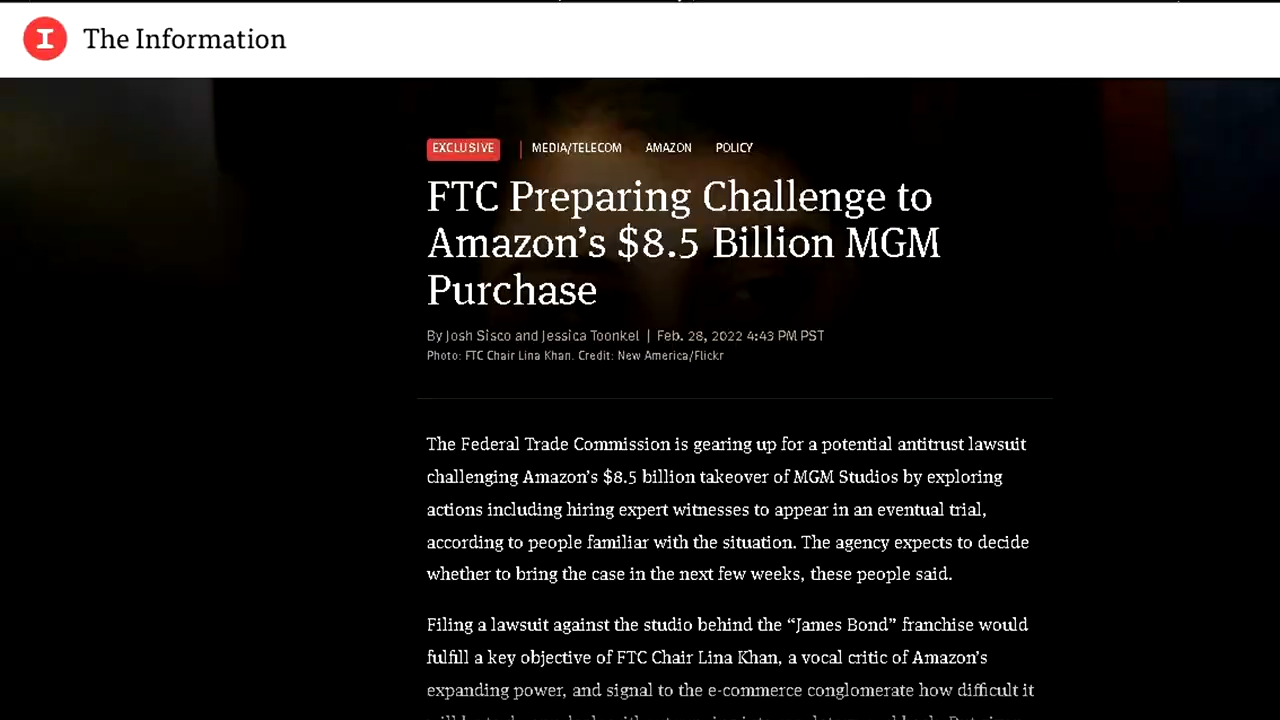 I The Information
EXCLUSIVE | MEDIA/TELECOM AMAZON POLICY
FTC Preparing Challenge to
Amazon’s $8.5 Billion MGM
Purchase
By Josh Sisco and Jessica Toonkel | Feb. 28, 2022 4:43 PM PST
Photo: FTC Chair Lina Khan. Credit: New America/Flickr
The Federal Trade Commission is gearing up for a potential antitrust lawsuit
challenging Amazon’s $8.5 billion takeover of MGM Studios by exploring
actions including hiring expert witnesses to appear in an eventual trial,
according to people familiar with the situation. The agency expects to decide
whether to bring the case in the next few weeks, these people said.
Filing a lawsuit against the studio behind the “James Bond” franchise would
fulfill a key objective of FTC Chair Lina Khan, a vocal critic of Amazon’s
expanding power, and signal to the e-commerce conglomerate how difficult it